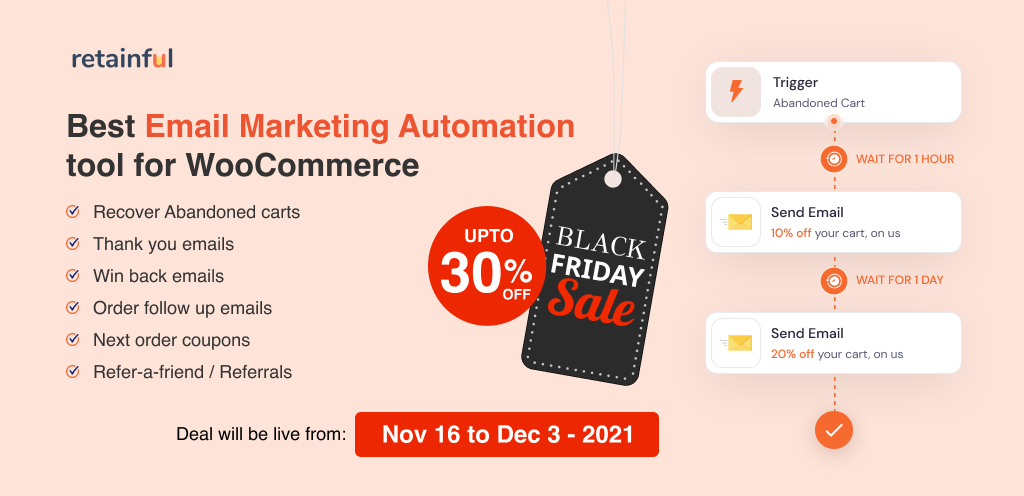 retainful
Best Email Marketing Automation
tool for WooCommerce
Recover Abandoned carts
Thank you emails
Win back emails
Order follow up emails
Next order coupons
Refer-a-friend / Referrals
UPTO
30%
OFF
BLACK
FRIDAY
Sale
Deal will be live from:
Nov 16 to Dec 3 - 2021
Trigger
Abandoned Cart
WAIT FOR 1 HOUR
Send Email
10% off your cart, on us
WAIT FOR 1 DAY
Send Email
20% off your cart, on us